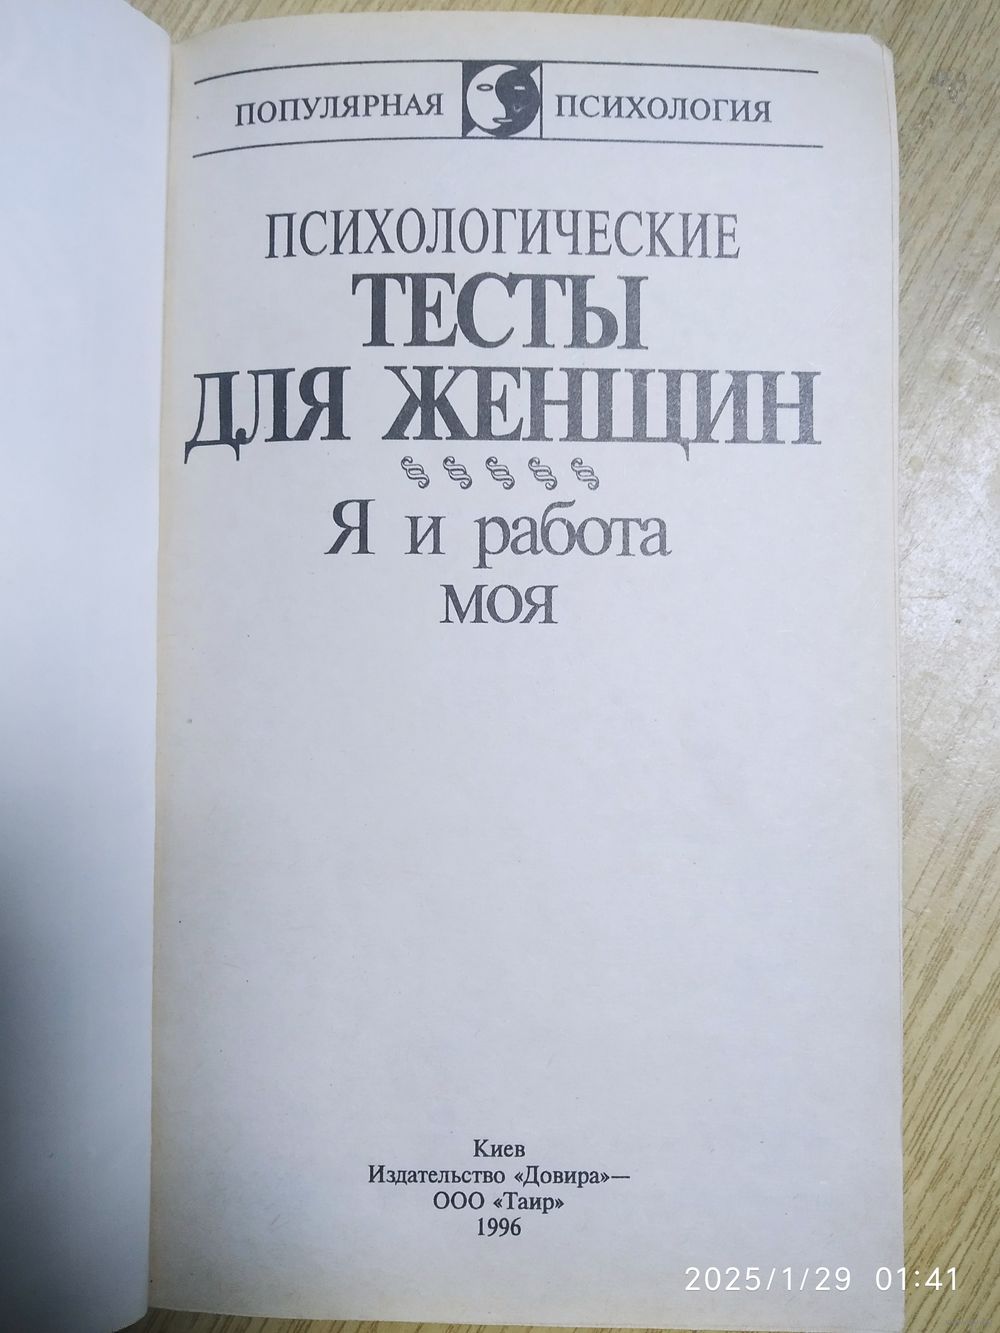 ПОПУЛЯРНАЯ ПСИХОЛОГИЯ
ПСИХОЛОГИЧЕСКИЕ
ТЕСТЫ
ДЛЯ ЖЕНЩИН
§ § § § §
Я и работа
моя
Киев
Издательство «Довира»—
ООО «Таир»
1996
2025/1/29 01:41